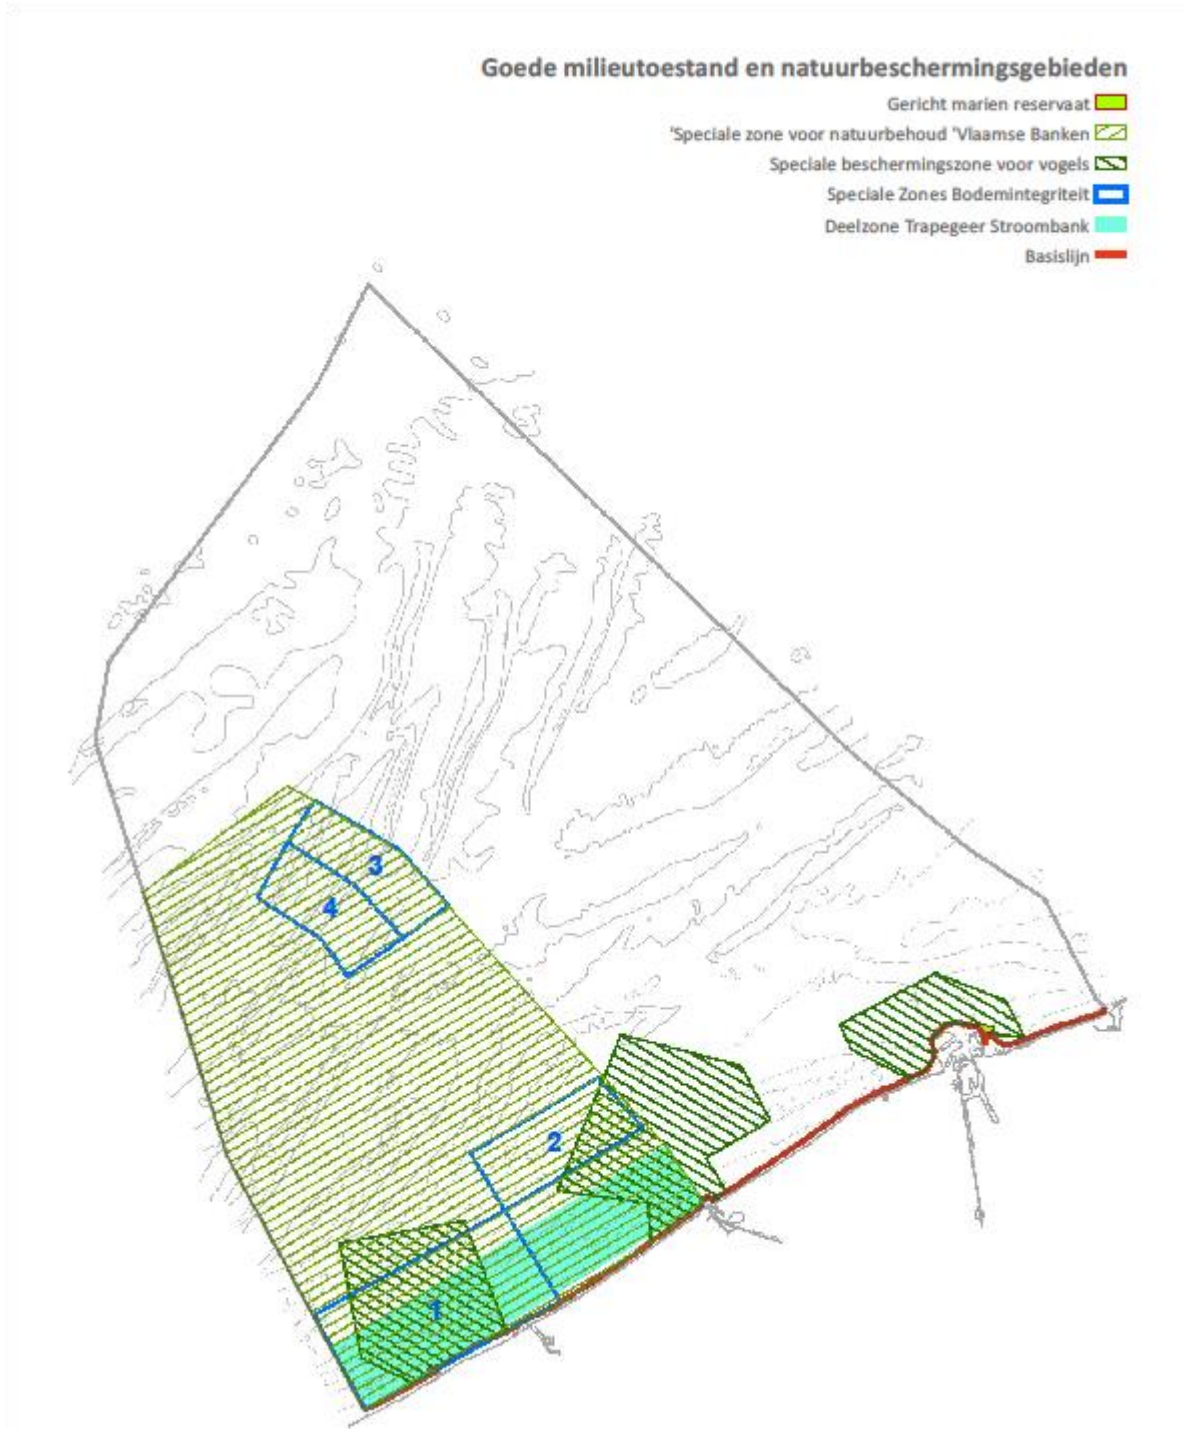 Goede milieutoestand en natuurbeschermingsgebieden
Gericht marien reservaat
'Speciale zone voor natuurbehoud 'Vlaamse Banken
Speciale beschermingszone voor vogels
Speciale Zones Bodemintegriteit
Deelzone Trapegeer Stroombank
Basislijn
3
4
2
1